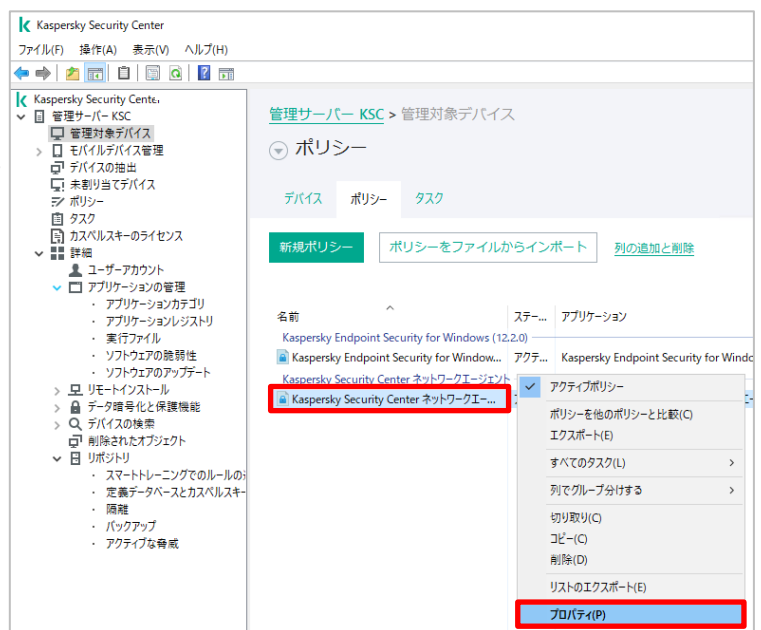 Kaspersky Security Center
ファイル(F) 操作(A) 表示(V) ヘルプ(H)
Kaspersky Security Cente
管理サーバー KSC
管理対象デバイス
モバイルデバイス管理
デバイスの抽出
未割り当てデバイス
ポリシー
タスク
カスペルスキーのライセンス
詳細
ユーザーアカウント
アプリケーションの管理
・ アプリケーションカテゴリ
・ アプリケーションレジストリ
・ 実行ファイル
・ ソフトウェアの脆弱性
・ ソフトウェアのアップデート
リモートインストール
データ暗号化と保護機能
デバイスの検索
削除されたオブジェクト
リポジトリ
・ スマートトレーニングでのルールの
・ 定義データベースとカスペルスキー
・ 隔離
・ バックアップ
・ アクティブな脅威
管理サーバー KSC > 管理対象デバイス
ポリシー
デバイス ポリシー タスク
新規ポリシー ポリシーをファイルからインポート 列の追加と削除
名前 ステー... アプリケーション
Kaspersky Endpoint Security for Windows (12.2.0)
Kaspersky Endpoint Security for Window... アクテ... Kaspersky Endpoint Security for Windo
Kaspersky Security Center ネットワークエージェント
Kaspersky Security Center ネットワークエー...
アクティブポリシー
ポリシーを他のポリシーと比較(C)
エクスポート(E)
すべてのタスク(L)
列でグループ分けする
切り取り(C)
コピー(C)
削除(D)
リストのエクスポート(E)
プロパティ(P)